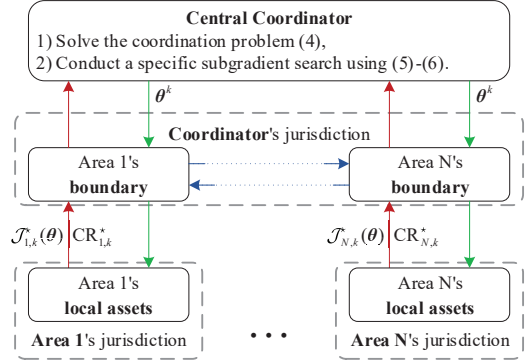 Central Coordinator
1) Solve the coordination problem (4),
2) Conduct a specific subgradient search using (5)-(6).
θ^k θ^k
Coordinator's jurisdiction
Area 1's
boundary
Area N's
boundary
𝒥*_{1,k}(θ) CR*_{1,k}
𝒥*_{N,k}(θ) CR*_{N,k}
Area 1's
local assets
Area N's
local assets
Area 1's jurisdiction
• • •
Area N's jurisdiction